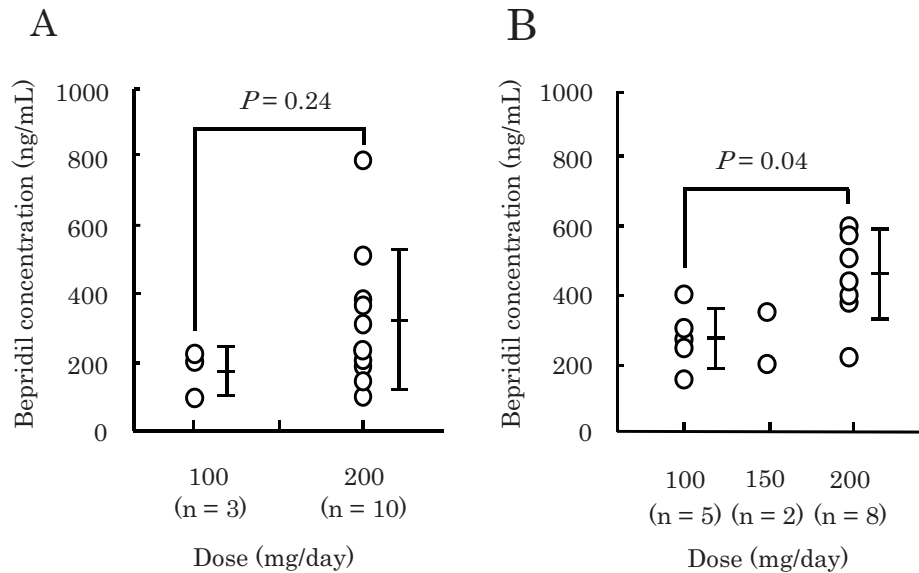 A
Bepridil concentration (ng/mL)
1000
800
600
400
200
0
P = 0.24
100
(n = 3)
200
(n = 10)
Dose (mg/day)
B
Bepridil concentration (ng/mL)
1000
800
600
400
200
0
P = 0.04
100
(n = 5)
150
(n = 2)
200
(n = 8)
Dose (mg/day)